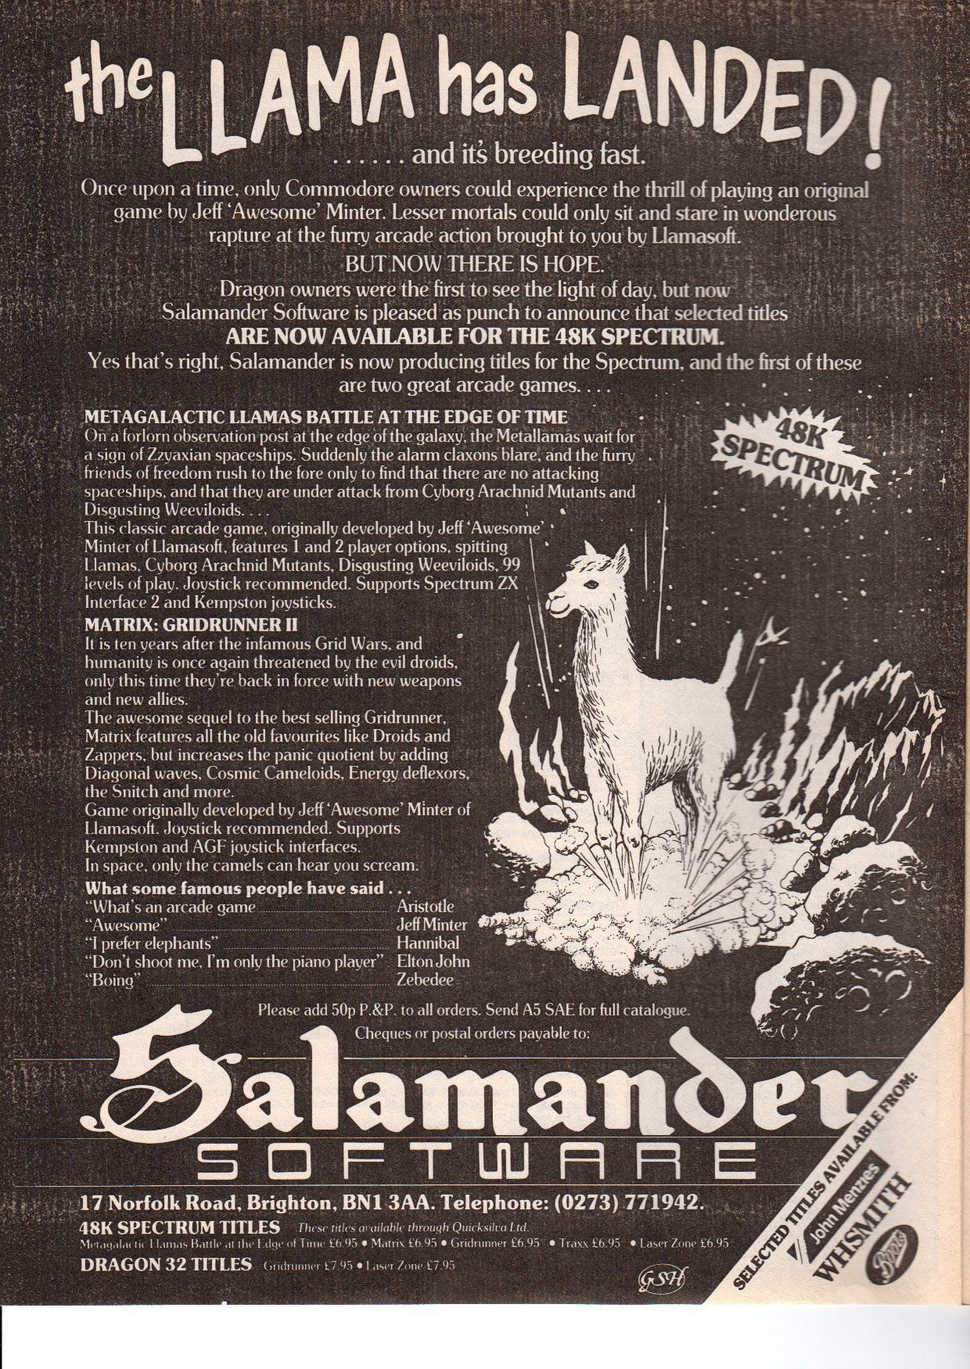 the LLAMA has LANDED!
. . . . . . and it's breeding fast.
Once upon a time, only Commodore owners could experience the thrill of playing an original
game by Jeff 'Awesome' Minter. Lesser mortals could only sit and stare in wonderous
rapture at the furry arcade action brought to you by Llamasoft.
BUT NOW THERE IS HOPE.
Dragon owners were the first to see the light of day, but now
Salamander Software is pleased as punch to announce that selected titles
ARE NOW AVAILABLE FOR THE 48K SPECTRUM.
Yes that's right, Salamander is now producing titles for the Spectrum, and the first of these
are two great arcade games. . . .
METAGALACTIC LLAMAS BATTLE AT THE EDGE OF TIME
On a forlorn observation post at the edge of the galaxy, the Metallamas wait for
a sign of Zzyaxian spaceships. Suddenly the alarm claxons blare, and the furry
friends of freedom rush to the fore only to find that there are no attacking
spaceships, and that they are under attack from Cyborg Arachnid Mutants and
Disgusting Weeviloids. . . .
This classic arcade game, originally developed by Jeff 'Awesome'
Minter of Llamasoft, features 1 and 2 player options, spitting
Llamas, Cyborg Arachnid Mutants, Disgusting Weeviloids, 99
levels of play. Joystick recommended. Supports Spectrum ZX
Interface 2 and Kempston joysticks.
48K
SPECTRUM
MATRIX: GRIDRUNNER II
It is ten years after the infamous Grid Wars, and
humanity is once again threatened by the evil droids,
only this time they're back in force with new weapons
and new allies.
The awesome sequel to the best selling Gridrunner,
Matrix features all the old favourites like Droids and
Zappers, but increases the panic quotient by adding
Diagonal waves, Cosmic Cameloids, Energy deflexors,
the Snitch and more.
Game originally developed by Jeff 'Awesome' Minter of
Llamasoft. Joystick recommended. Supports
Kempston and AGF joystick interfaces.
In space, only the camels can hear you scream.
What some famous people have said . . .
"What's an arcade game Aristotle
"Awesome" Jeff Minter
"I prefer elephants" Hannibal
"Don't shoot me, I'm only the piano player" Elton John
"Boing" Zebedee
Please add 50p P.&P. to all orders. Send A5 SAE for full catalogue.
Cheques or postal orders payable to:
Salamander
SOFTWARE
17 Norfolk Road, Brighton, BN1 3AA. Telephone: (0273) 771942.
48K SPECTRUM TITLES These titles available through Quicksilva Ltd.
Metagalactic Llamas Battle at the Edge of Time £6.95 • Matrix £6.95 • Gridrunner £6.95 • Traxx £6.95 • Laser Zone £6.95
DRAGON 32 TITLES Gridrunner £7.95 • Laser Zone £7.95
GSH
SELECTED TITLES AVAILABLE FROM:
John Menzies
WHSMITH
Boots